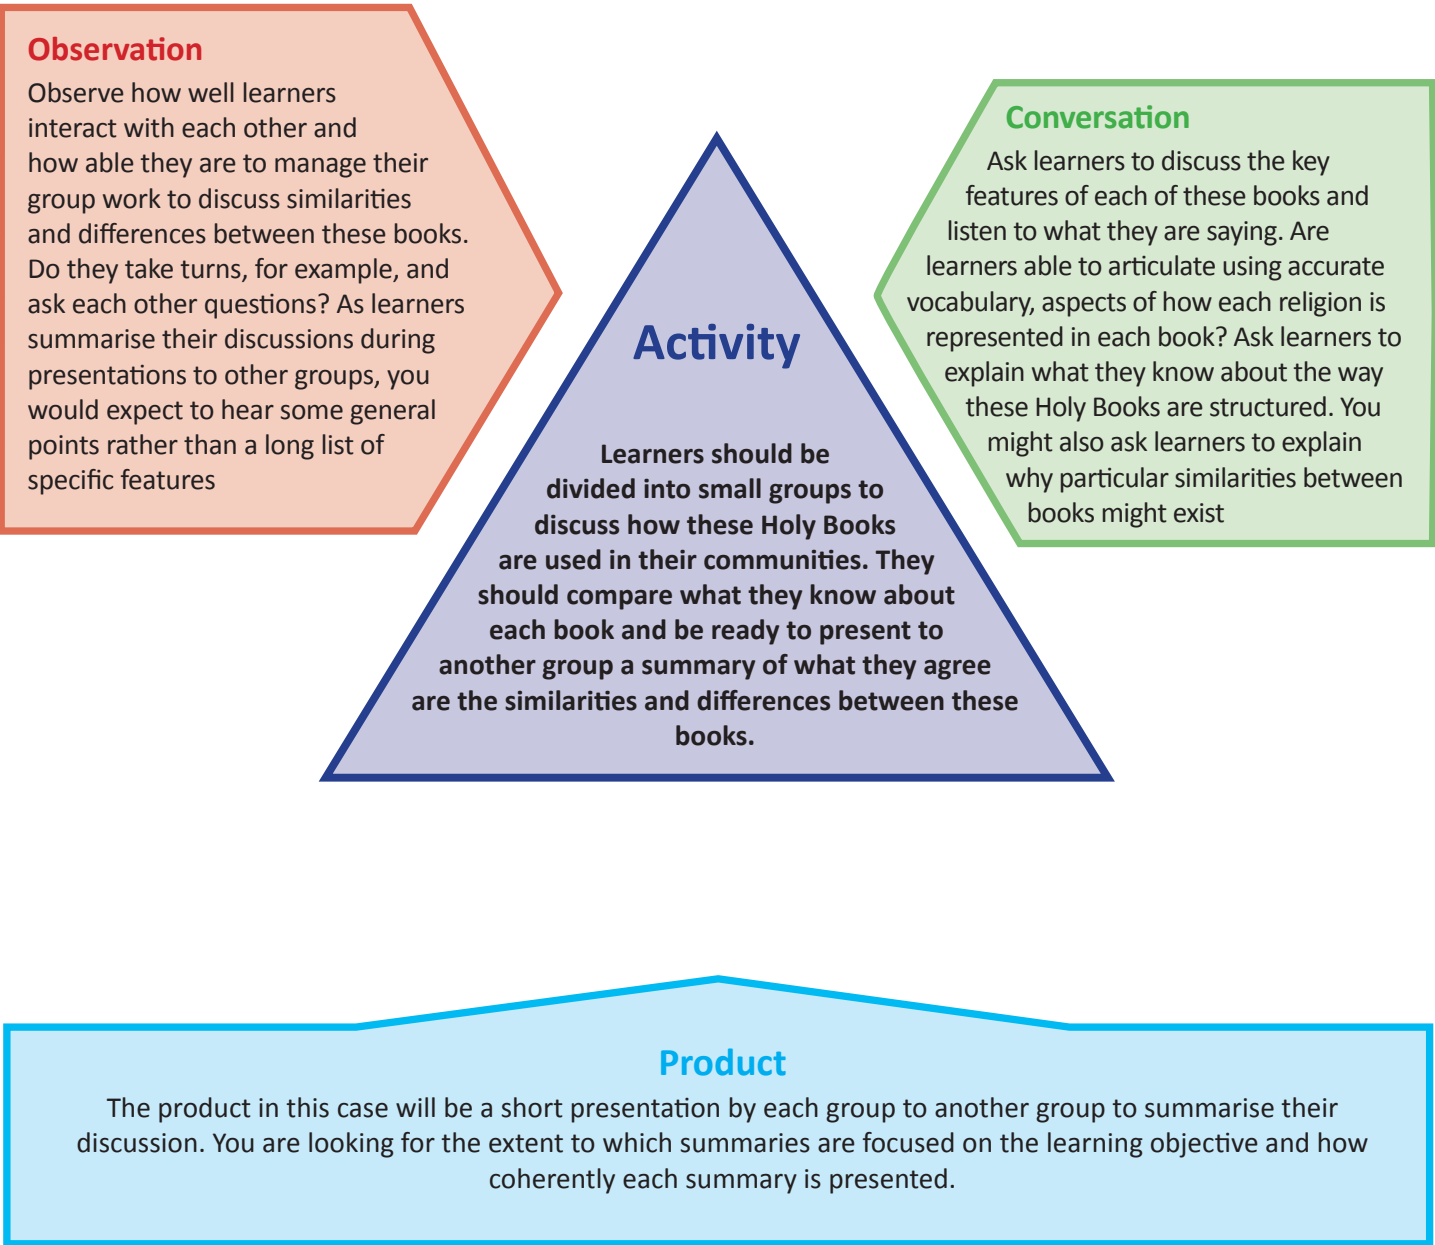 Observation
Observe how well learners
interact with each other and
how able they are to manage their
group work to discuss similarities
and differences between these books.
Do they take turns, for example, and
ask each other questions? As learners
summarise their discussions during
presentations to other groups, you
would expect to hear some general
points rather than a long list of
specific features
Conversation
Ask learners to discuss the key
features of each of these books and
listen to what they are saying. Are
learners able to articulate using accurate
vocabulary, aspects of how each religion is
represented in each book? Ask learners to
explain what they know about the way
these Holy Books are structured. You
might also ask learners to explain
why particular similarities between
books might exist
Activity
Learners should be
divided into small groups to
discuss how these Holy Books
are used in their communities. They
should compare what they know about
each book and be ready to present to
another group a summary of what they agree
are the similarities and differences between these
books.
Product
The product in this case will be a short presentation by each group to another group to summarise their
discussion. You are looking for the extent to which summaries are focused on the learning objective and how
coherently each summary is presented.